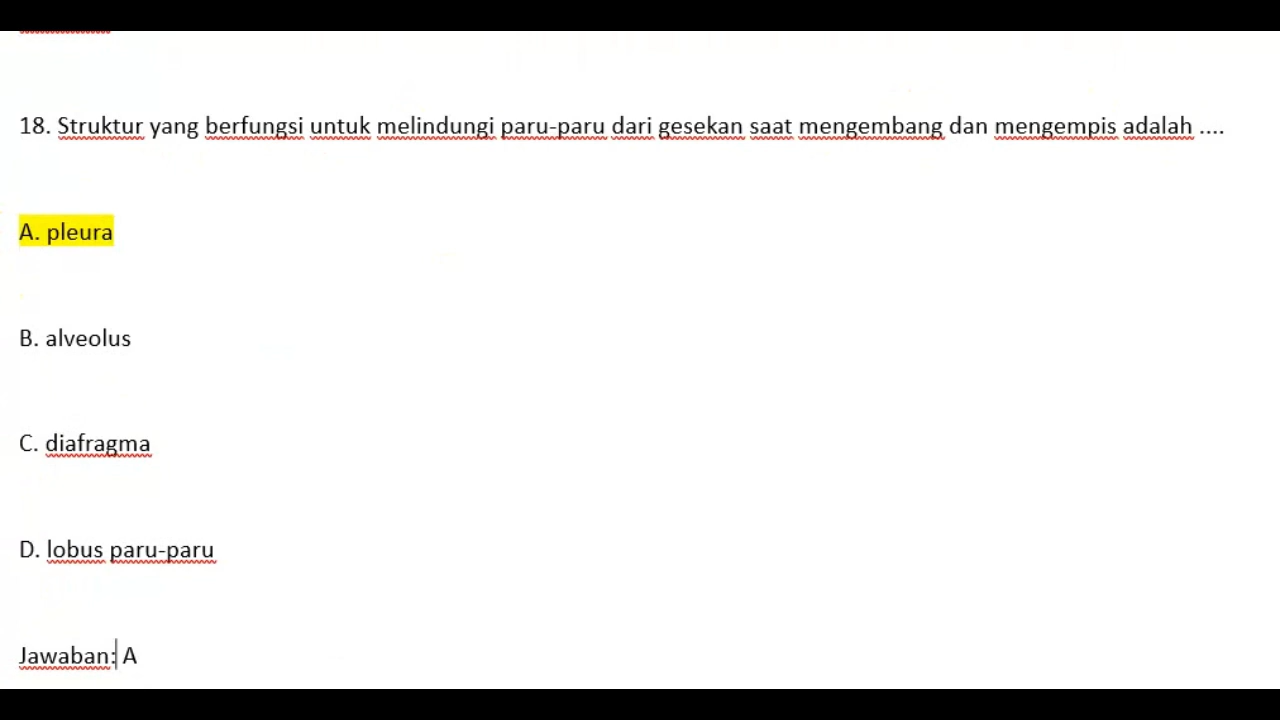 18. Struktur yang berfungsi untuk melindungi paru-paru dari gesekan saat mengembang dan mengempis adalah ....
A. pleura
B. alveolus
C. diafragma
D. lobus paru-paru
Jawaban: A